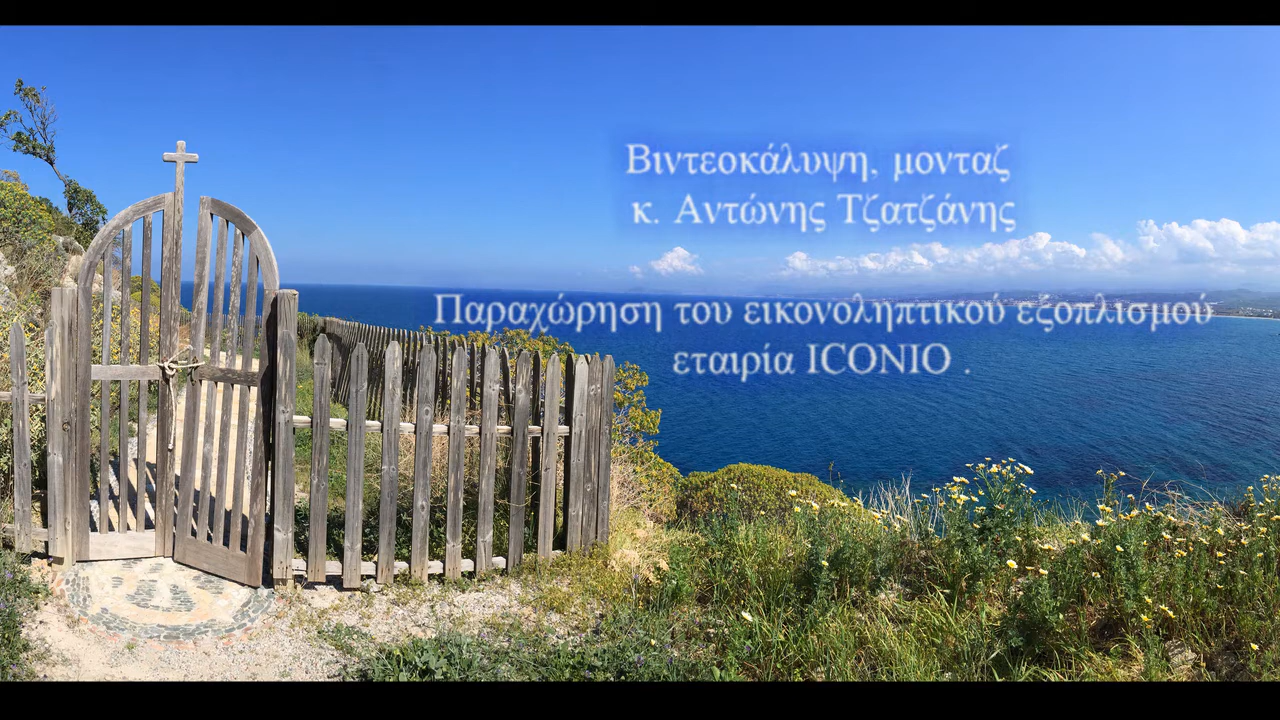 Βιντεοκάλυψη, μονταζ
κ. Αντώνης Τζατζάνης
Παραχώρηση του εικονοληπτικού εξοπλισμού
εταιρία ICONIO .